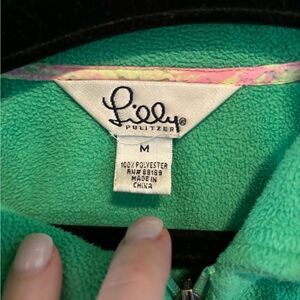 Lilly®
PULITZER
M
100% POLYESTER
RN# 88189
MADE IN
CHINA